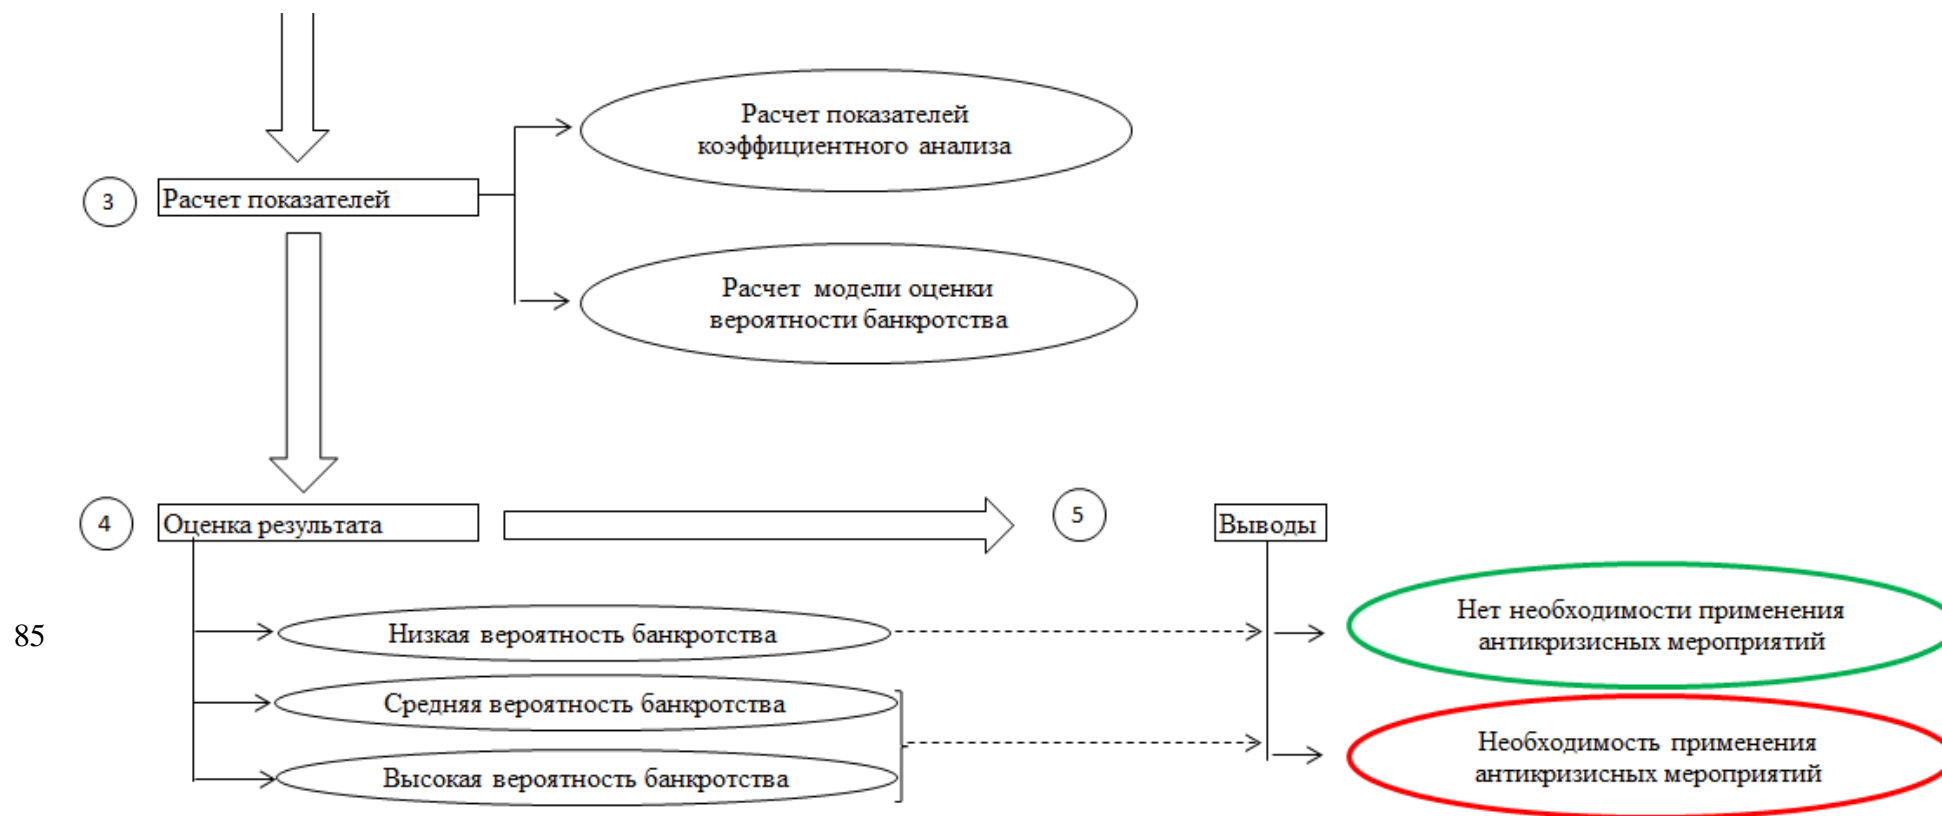 Расчет показателей
коэффициентного анализа
3
Расчет показателей
Расчет модели оценки
вероятности банкротства
4
Оценка результата
5
Выводы
85
Низкая вероятность банкротства
Нет необходимости применения
антикризисных мероприятий
Средняя вероятность банкротства
Высокая вероятность банкротства
Необходимость применения
антикризисных мероприятий